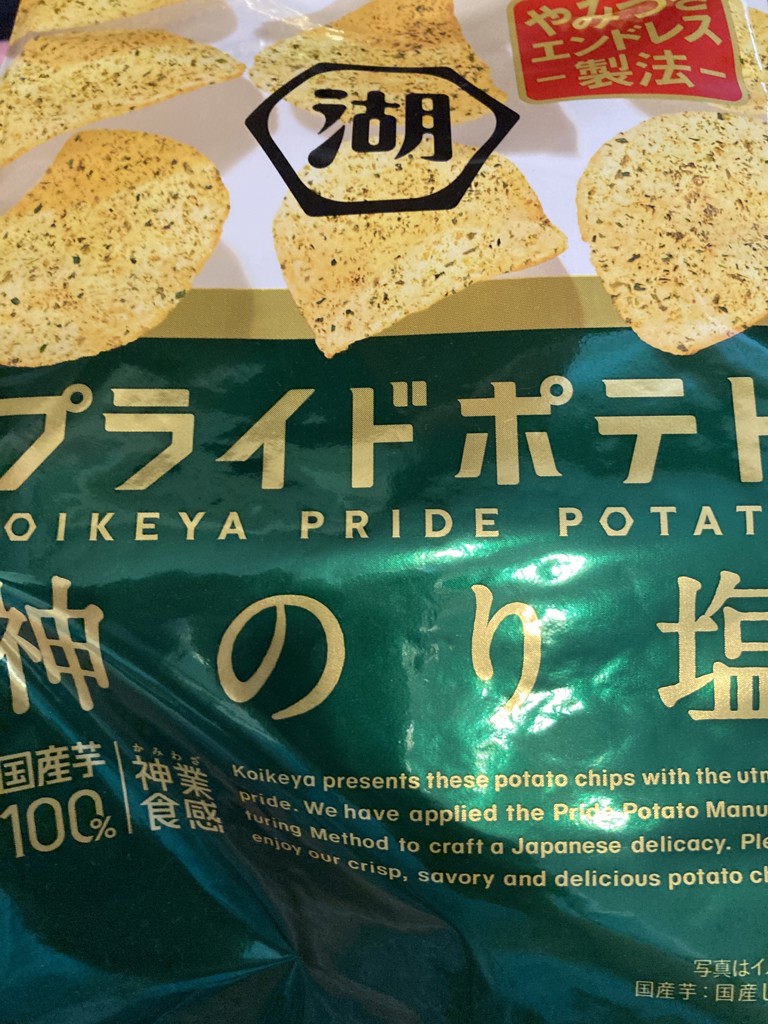 やみつき
エンドレス
ー製法ー
湖
プライドポテト
OIKEYA PRIDE POTAT
神のり塩
国産芋
100%
かみわざ
神業
食感
Koikeya presents these potato chips with the utm
pride. We have applied the Pride Potato Manu
turing Method to craft a Japanese delicacy. Ple
enjoy our crisp, savory and delicious potato ch
写真はイ
国産芋：国産じ